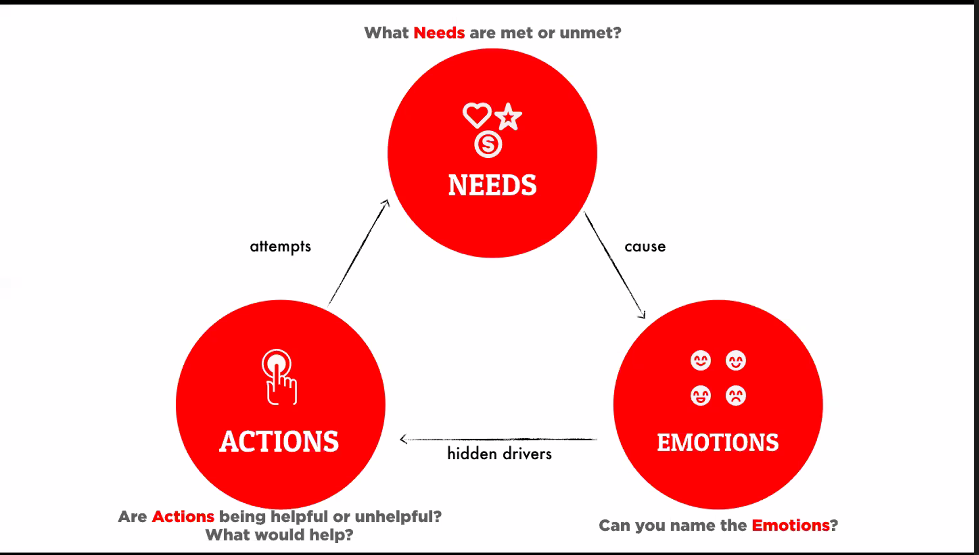 What Needs are met or unmet?
NEEDS
attempts
cause
ACTIONS
EMOTIONS
hidden drivers
Are Actions being helpful or unhelpful?
What would help?
Can you name the Emotions?